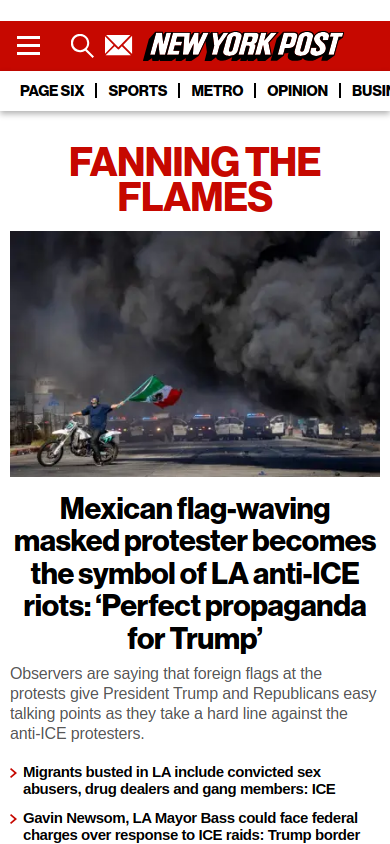 NEW YORK POST
PAGE SIX
SPORTS
METRO
OPINION
BUSI
FANNING THE
FLAMES
Mexican flag-waving
masked protester becomes
the symbol of LA anti-ICE
riots: ‘Perfect propaganda
for Trump’
Observers are saying that foreign flags at the
protests give President Trump and Republicans easy
talking points as they take a hard line against the
anti-ICE protesters.
Migrants busted in LA include convicted sex
abusers, drug dealers and gang members: ICE
Gavin Newsom, LA Mayor Bass could face federal
charges over response to ICE raids: Trump border